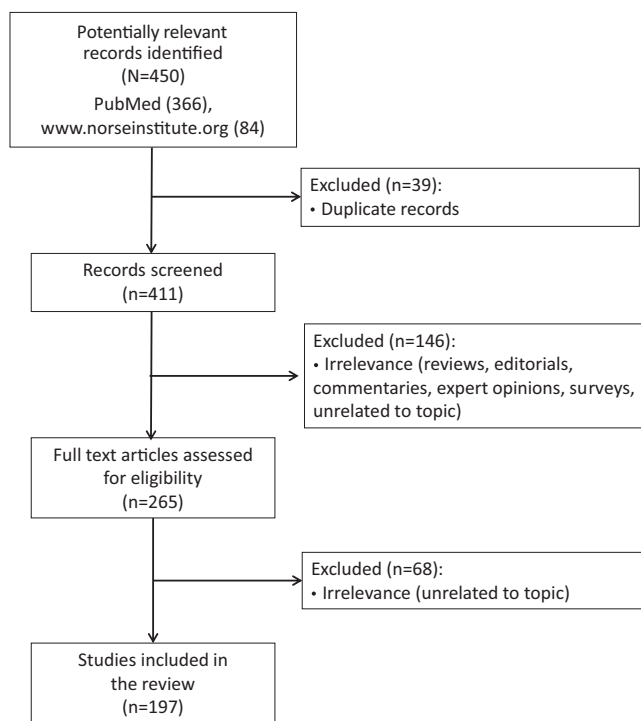 Potentially relevant
records identified
(N=450)
PubMed (366),
www.norseinstitute.org (84)
Excluded (n=39):
• Duplicate records
Records screened
(n=411)
Excluded (n=146):
• Irrelevance (reviews, editorials,
commentaries, expert opinions, surveys,
unrelated to topic)
Full text articles assessed
for eligibility
(n=265)
Excluded (n=68):
• Irrelevance (unrelated to topic)
Studies included in
the review
(n=197)